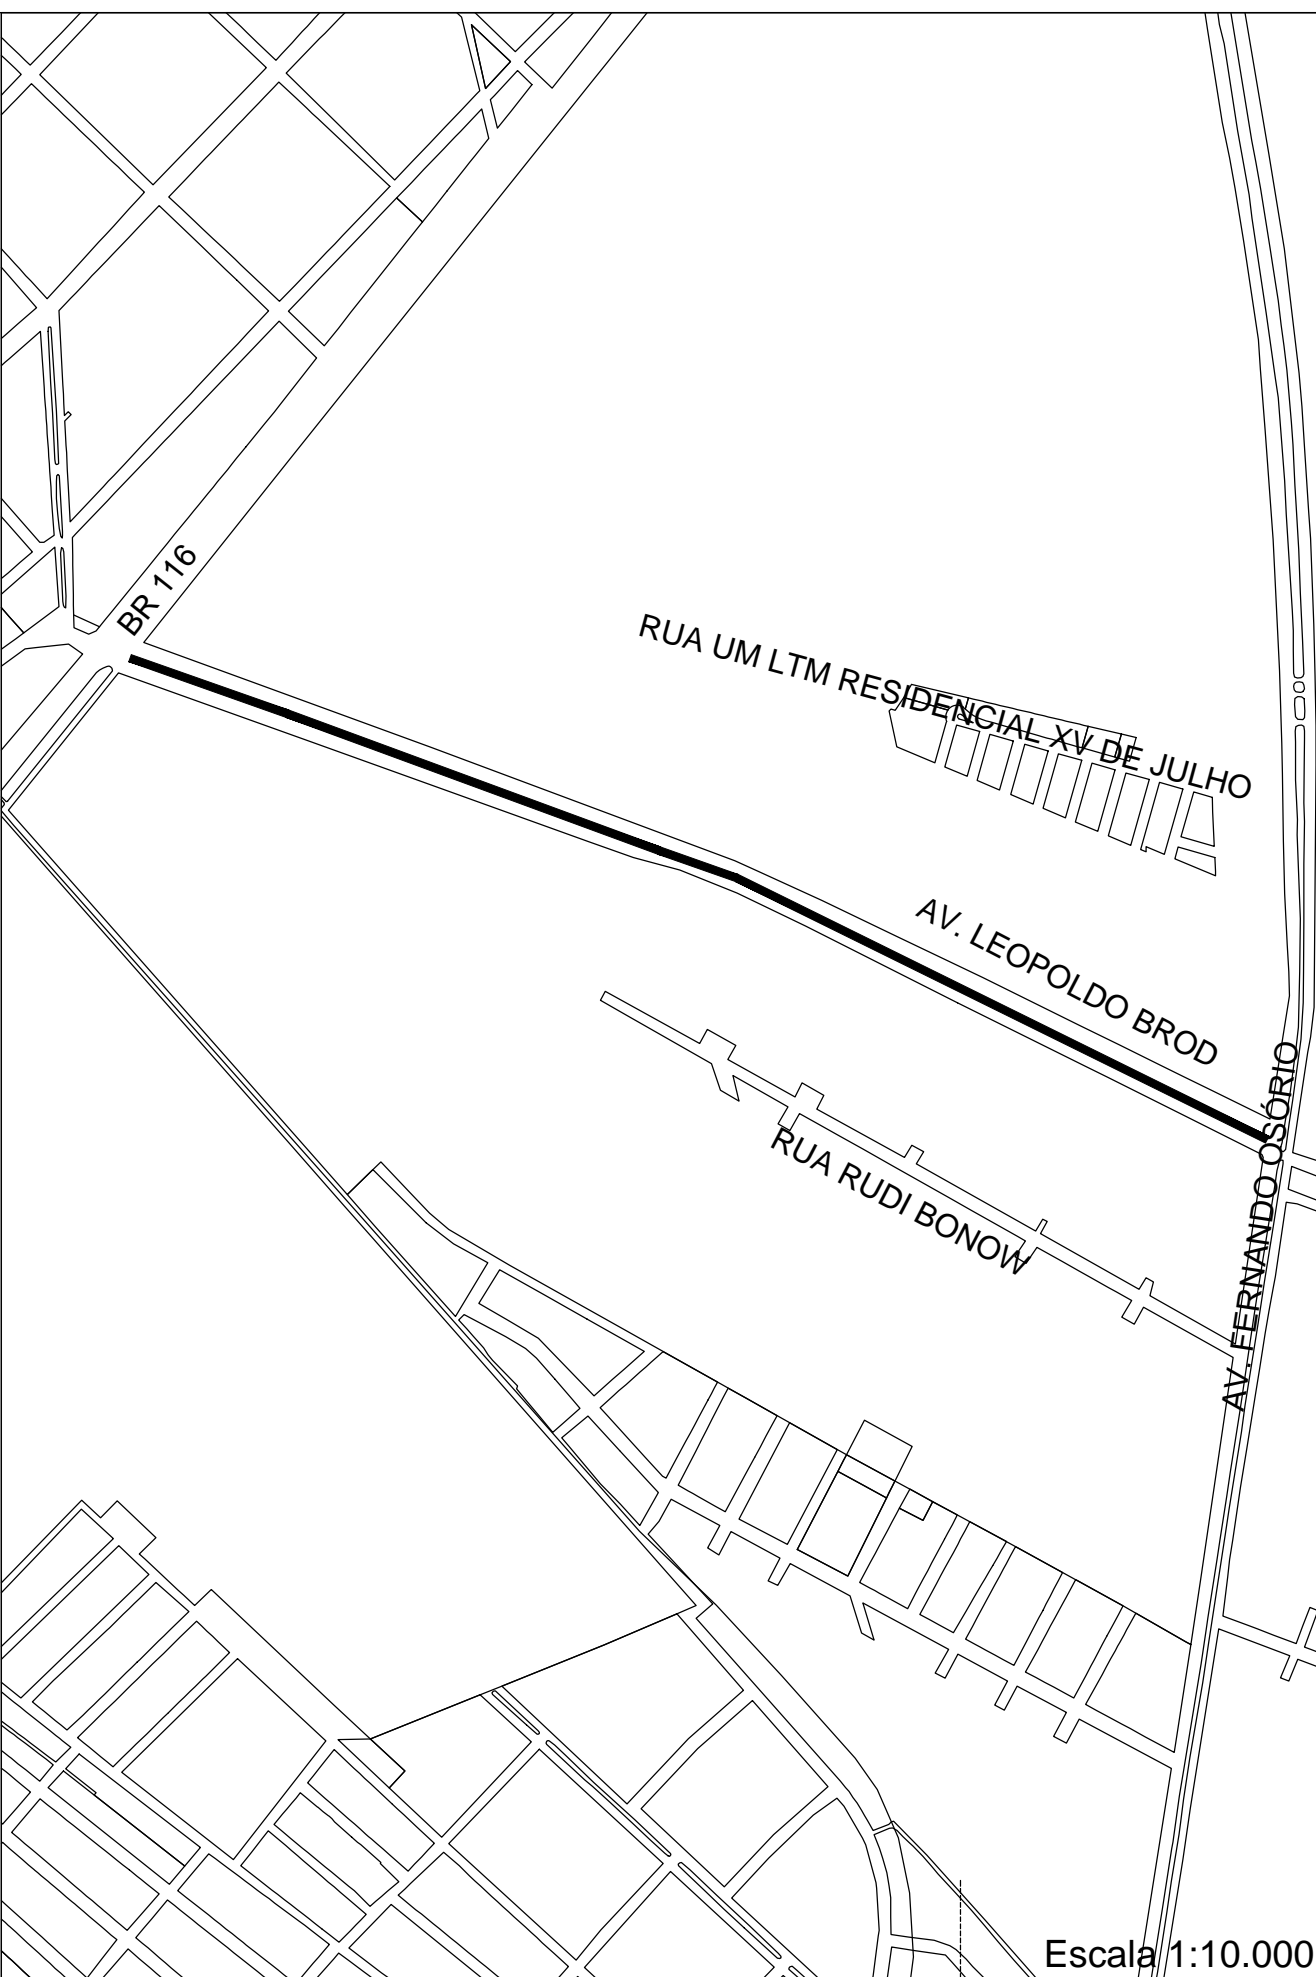 BR 116
RUA UM LTM RESIDENCIAL XV DE JULHO
AV. LEOPOLDO BROD
RUA RUDI BONOW
AV. FERNANDO OSÓRIO
Escala 1:10.000